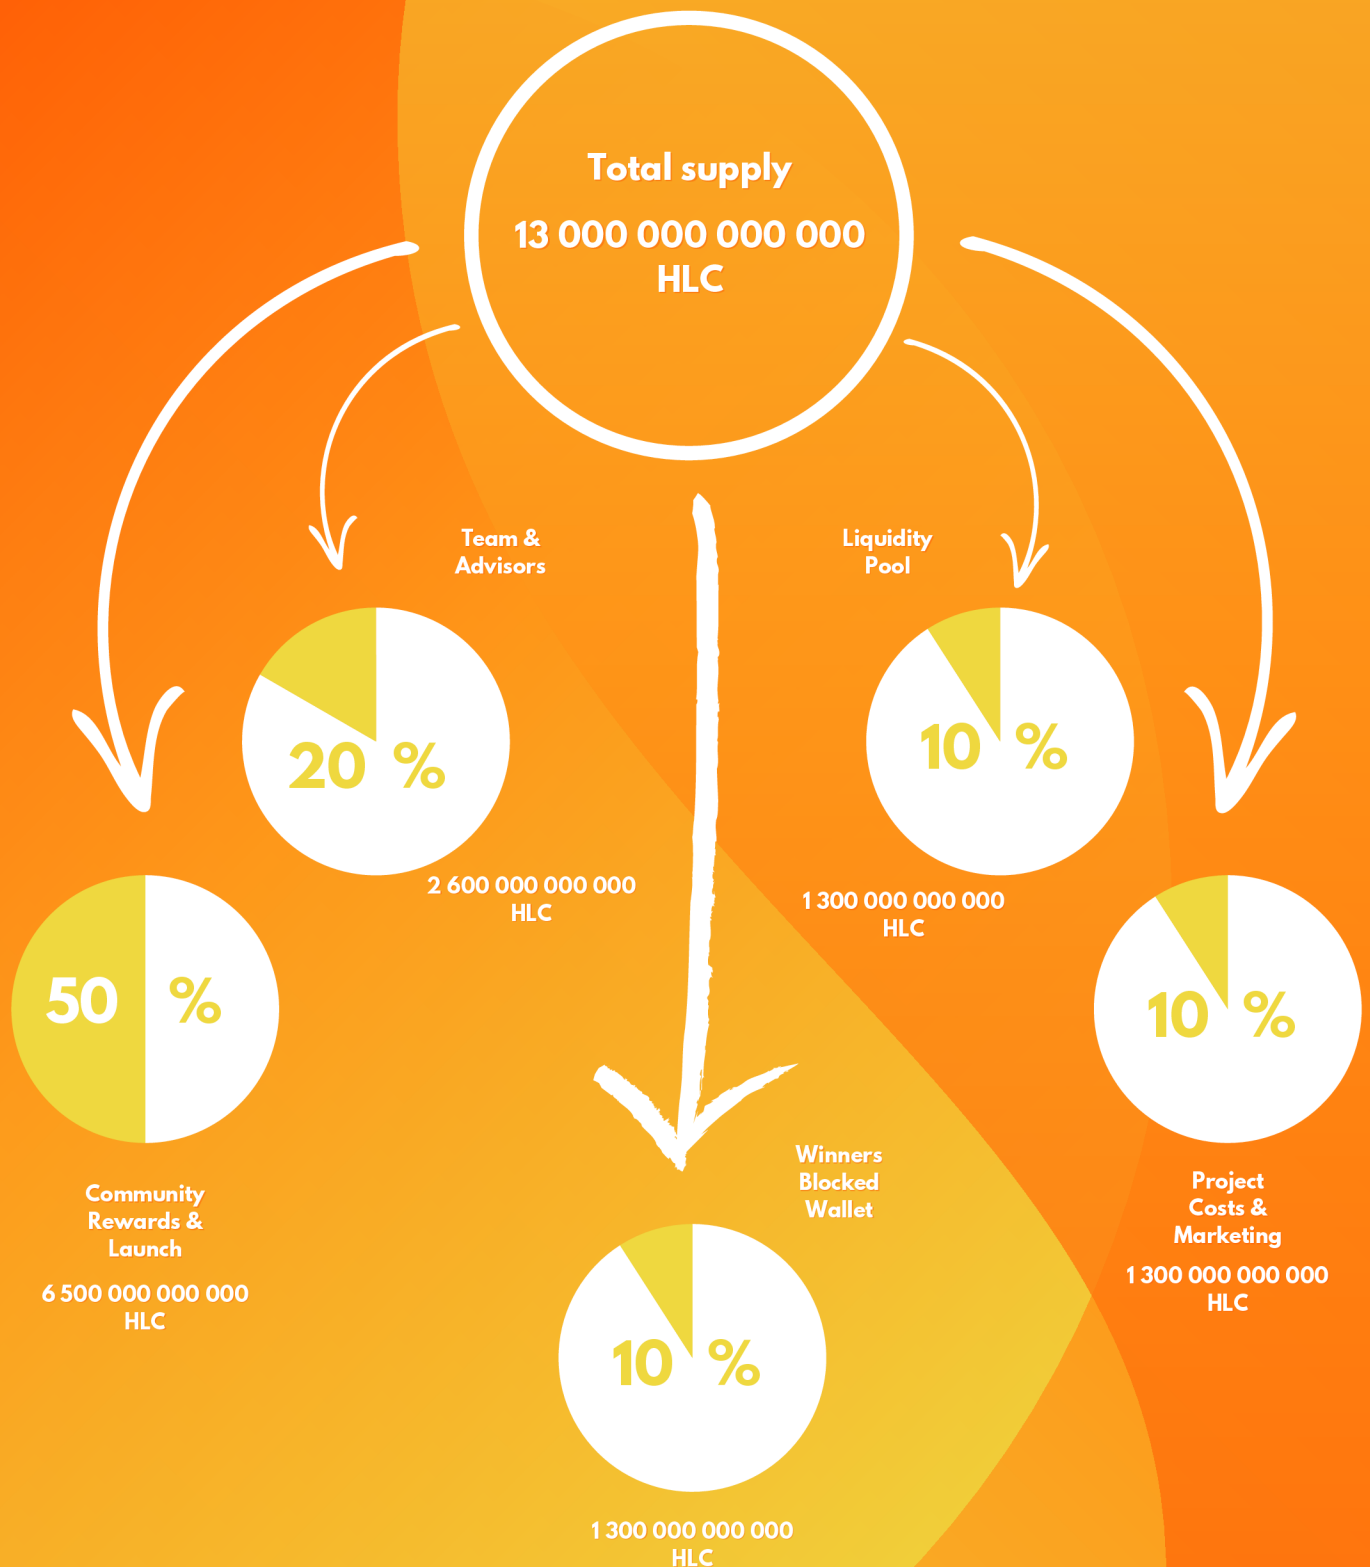 Total supply
13 000 000 000 000
HLC
Team &
Advisors
20 %
2 600 000 000 000
HLC
Liquidity
Pool
10 %
1 300 000 000 000
HLC
50 %
Community
Rewards &
Launch
6 500 000 000 000
HLC
10 %
Project
Costs &
Marketing
1 300 000 000 000
HLC
Winners
Blocked
Wallet
10 %
1 300 000 000 000
HLC